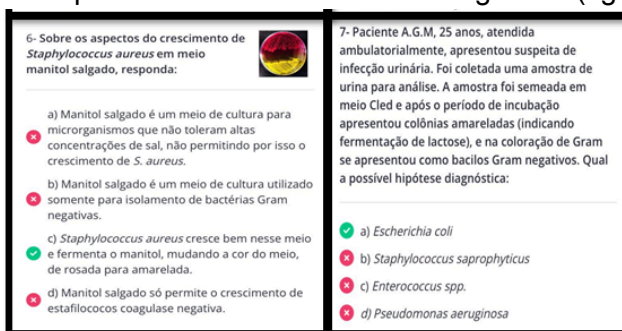 6- Sobre os aspectos do crescimento de
Staphylococcus aureus em meio
manitol salgado, responda:
a) Manitol salgado é um meio de cultura para
microrganismos que não toleram altas
concentrações de sal, não permitindo por isso o
crescimento de S. aureus.
b) Manitol salgado é um meio de cultura utilizado
somente para isolamento de bactérias Gram
negativas.
c) Staphylococcus aureus cresce bem nesse meio
e fermenta o manitol, mudando a cor do meio,
de rosada para amarelada.
d) Manitol salgado só permite o crescimento de
estafilococos coagulase negativa.
7- Paciente A.G.M, 25 anos, atendida
ambulatorialmente, apresentou suspeita de
infecção urinária. Foi coletada uma amostra de
urina para análise. A amostra foi semeada em
meio Cled e após o período de incubação
apresentou colônias amareladas (indicando
fermentação de lactose), e na coloração de Gram
se apresentou como bacilos Gram negativos. Qual
a possível hipótese diagnóstica:
a) Escherichia coli
b) Staphylococcus saprophyticus
c) Enterococcus spp.
d) Pseudomonas aeruginosa